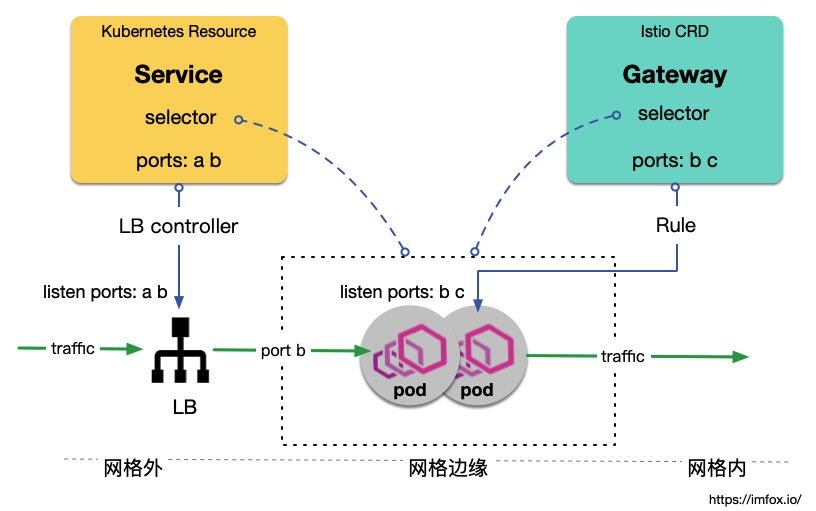 Kubernetes Resource
Service
selector
ports: a b
Istio CRD
Gateway
selector
ports: b c
LB controller
Rule
listen ports: a b
listen ports: b c
traffic
port b
traffic
pod
pod
LB
网格外
网格边缘
网格内
https://imfox.io/